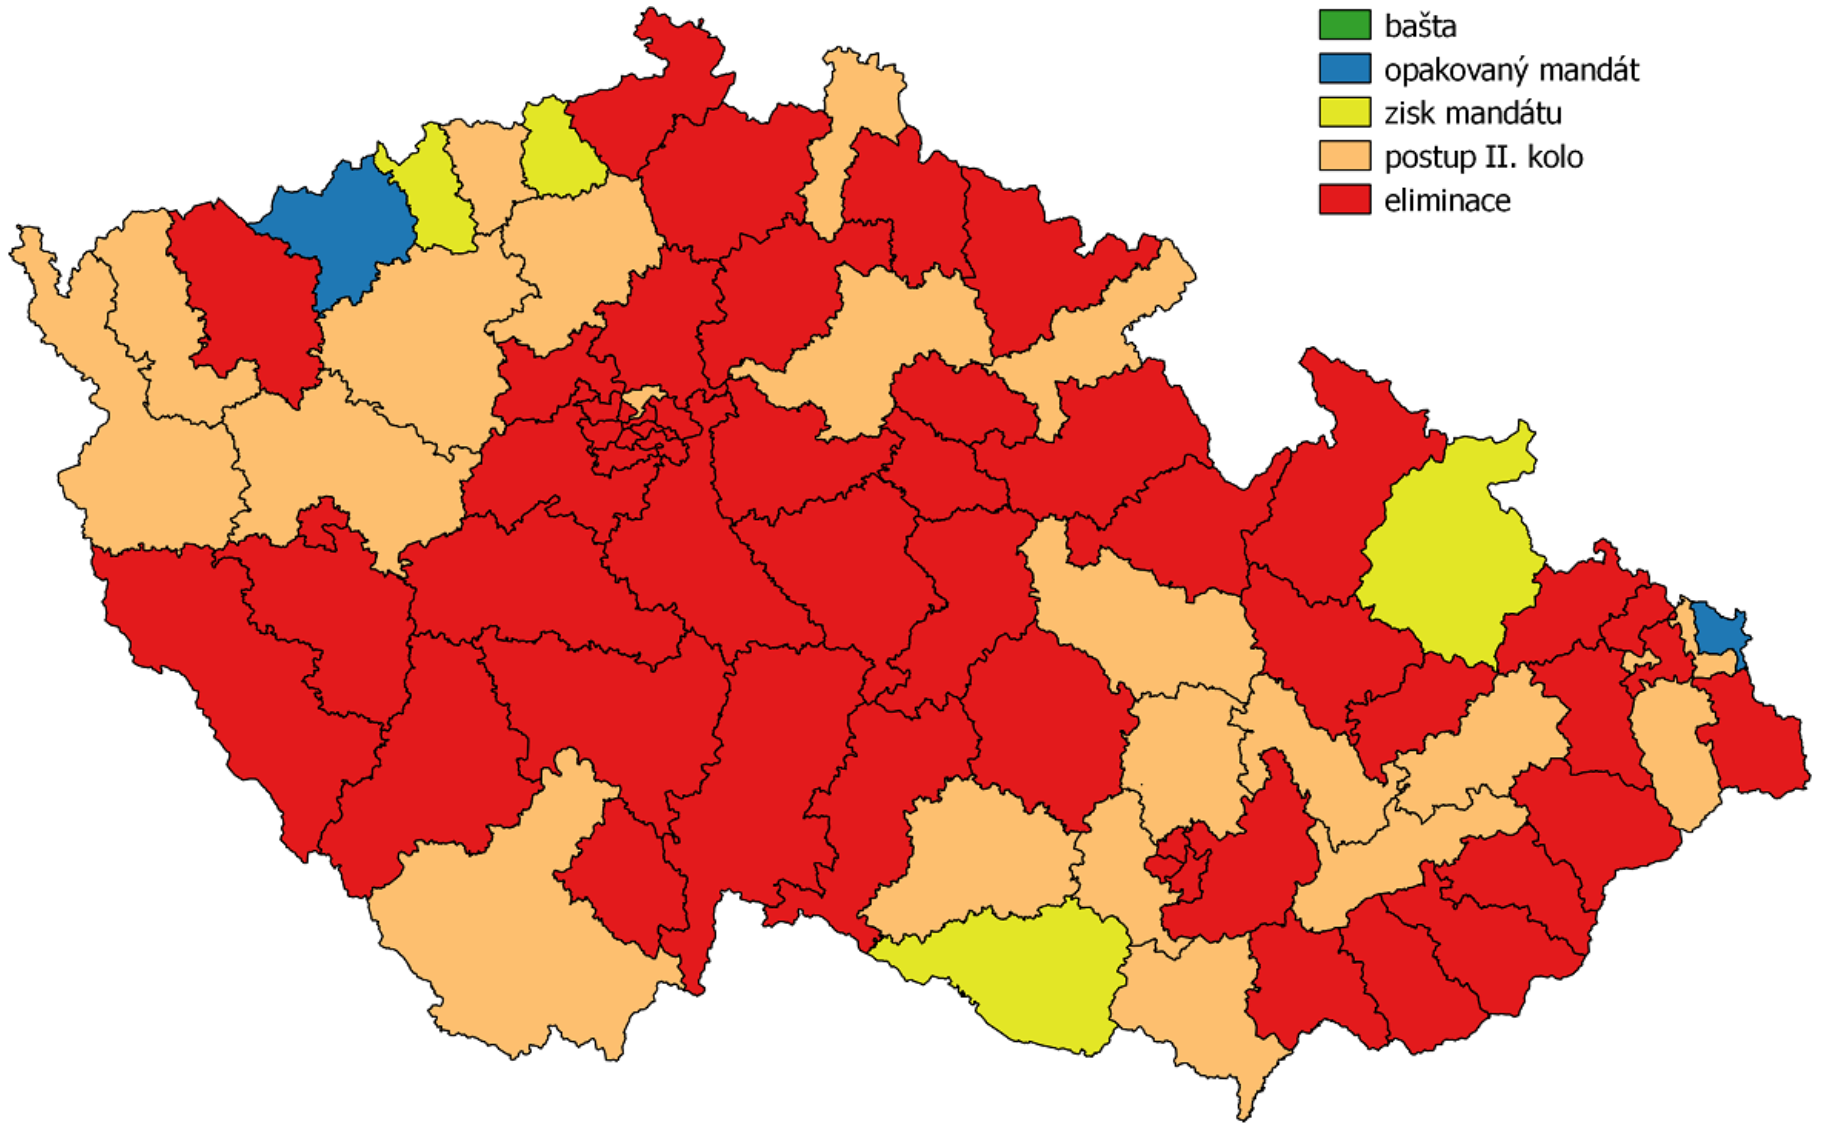 bašta
opakovaný mandát
zisk mandátu
postup II. kolo
eliminace